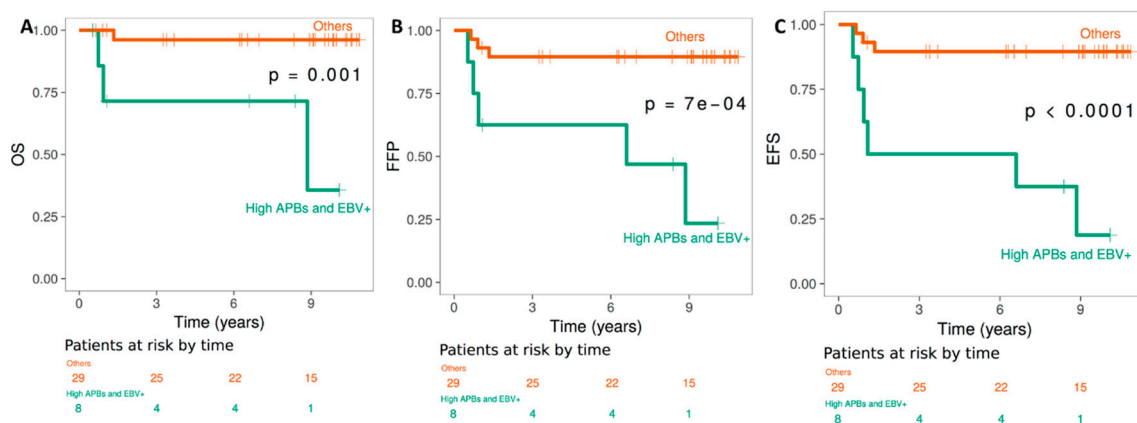 A
OS
1.00
0.75
0.50
0.25
0.00
Others
p = 0.001
High APBs and EBV+
0 3 6 9
Time (years)
Patients at risk by time
Others
29 25 22 15
High APBs and EBV+
8 4 4 1
B
FFP
1.00
0.75
0.50
0.25
0.00
Others
p = 7e-04
High APBs and EBV+
0 3 6 9
Time (years)
Patients at risk by time
Others
29 25 22 15
High APBs and EBV+
8 4 4 1
C
EFS
1.00
0.75
0.50
0.25
0.00
Others
p < 0.0001
High APBs and EBV+
0 3 6 9
Time (years)
Patients at risk by time
Others
29 25 22 15
High APBs and EBV+
8 4 4 1